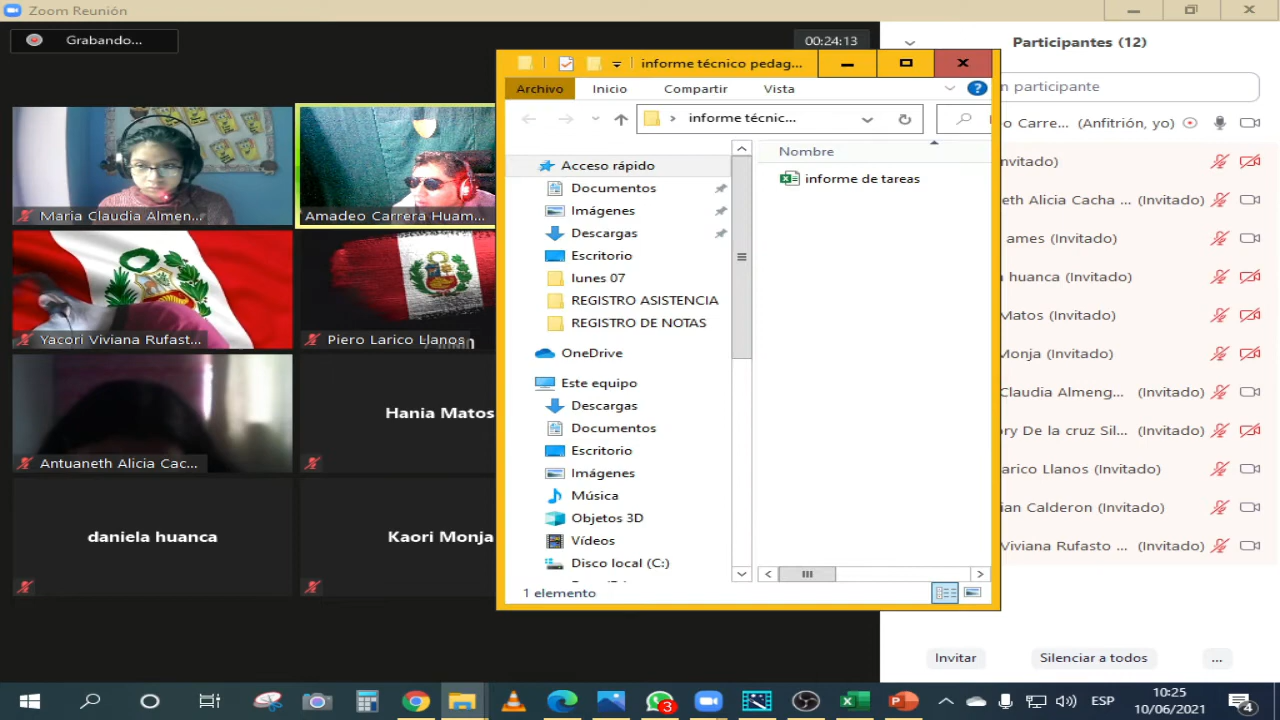 Zoom Reunión
Grabando...
00:24:13
Maria Claudia Almen...
Amadeo Carrera Huam...
Yacori Viviana Rufast...
Piero Larico Llanos
Antuaneth Alicia Cac...
Hania Matos
daniela huanca
Kaori Monja
informe técnico pedag...
Archivo
Inicio
Compartir
Vista
informe técnic...
Acceso rápido
Documentos
Imágenes
Descargas
Escritorio
lunes 07
REGISTRO ASISTENCIA
REGISTRO DE NOTAS
OneDrive
Este equipo
Descargas
Documentos
Escritorio
Imágenes
Música
Objetos 3D
Vídeos
Disco local (C:)
Nombre
informe de tareas
1 elemento
Participantes (12)
n participante
o Carre... (Anfitrión, yo)
nvitado)
eth Alicia Cacha ... (Invitado)
ames (Invitado)
huanca (Invitado)
Matos (Invitado)
Monja (Invitado)
Claudia Almeng... (Invitado)
ry De la cruz Sil... (Invitado)
arico Llanos (Invitado)
ian Calderon (Invitado)
Viviana Rufasto ... (Invitado)
Invitar
Silenciar a todos
...
3
ESP
10:25
10/06/2021
4